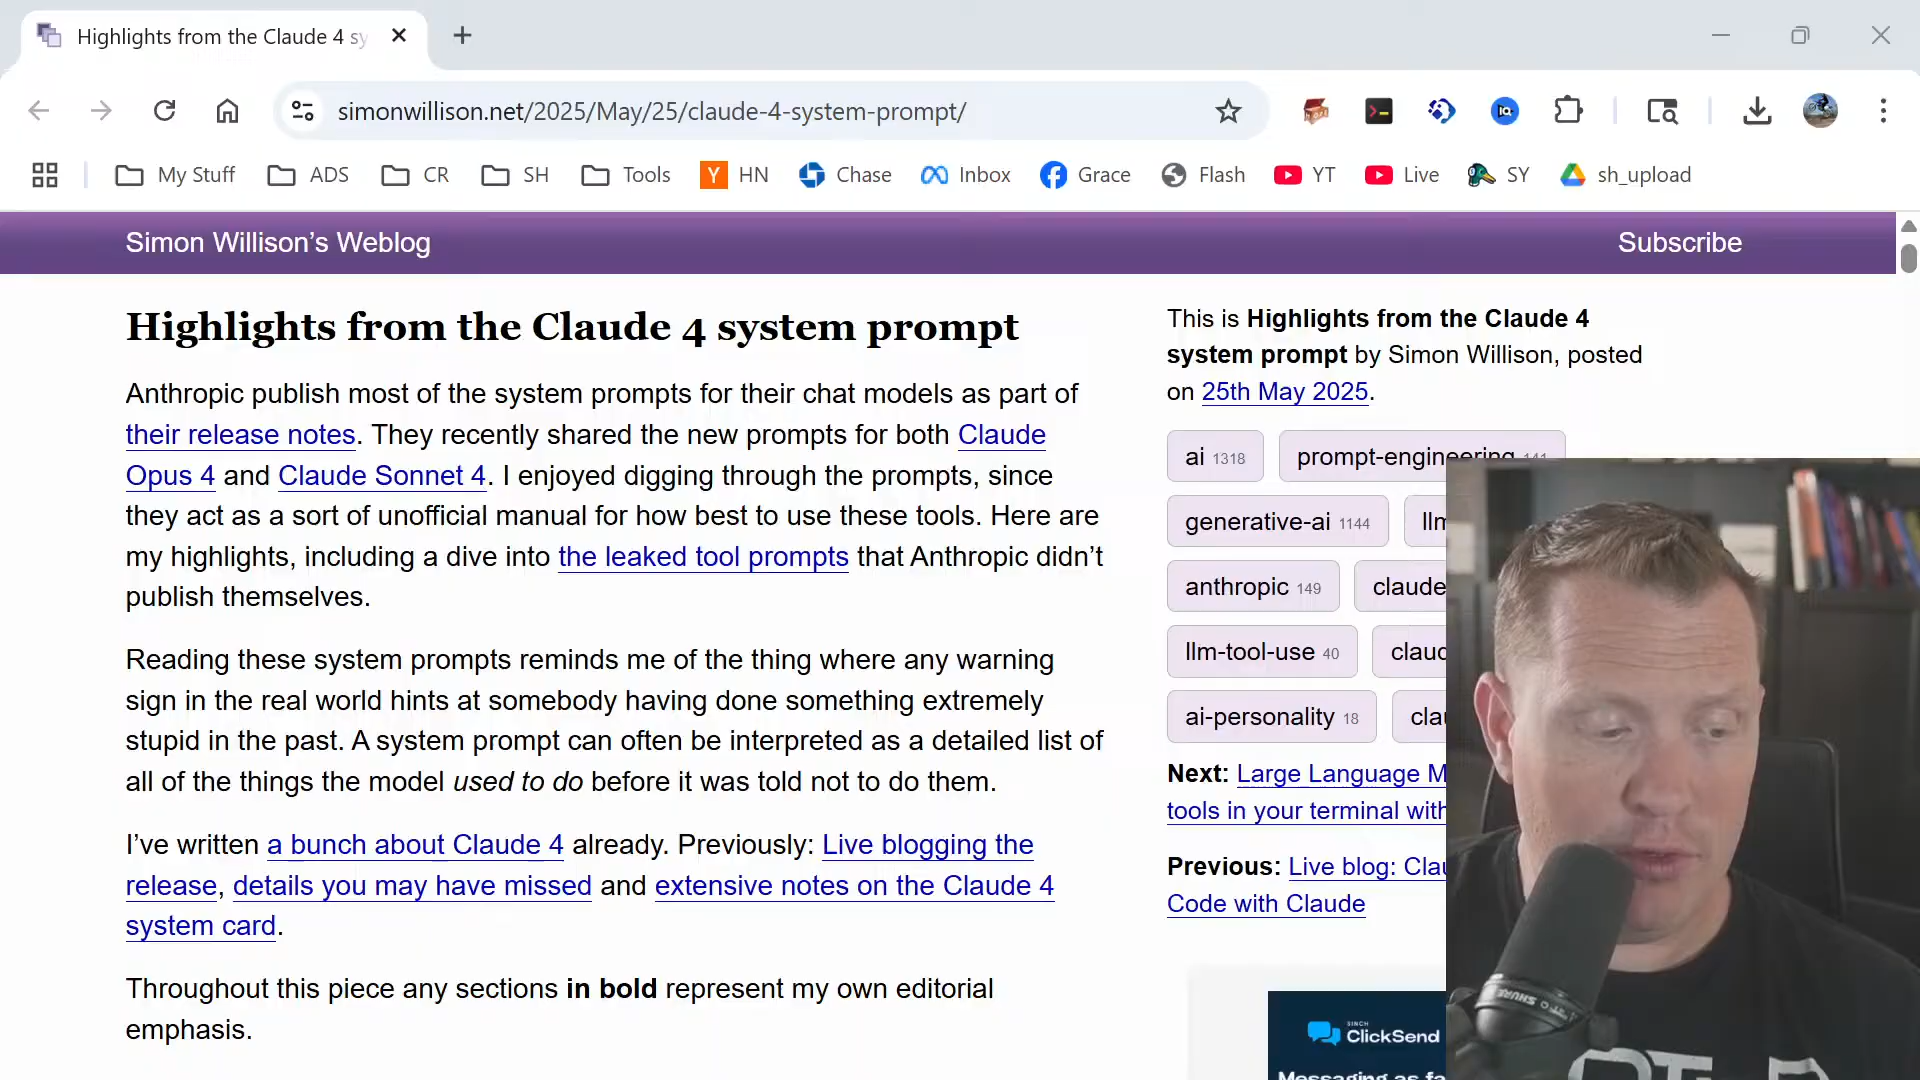 Highlights from the Claude 4 sy
simonwillison.net/2025/May/25/claude-4-system-prompt/
My Stuff ADS CR SH Tools HN Chase Inbox Grace Flash YT Live SY sh_upload
Simon Willison’s Weblog Subscribe
Highlights from the Claude 4 system prompt
Anthropic publish most of the system prompts for their chat models as part of
their release notes. They recently shared the new prompts for both Claude
Opus 4 and Claude Sonnet 4. I enjoyed digging through the prompts, since
they act as a sort of unofficial manual for how best to use these tools. Here are
my highlights, including a dive into the leaked tool prompts that Anthropic didn’t
publish themselves.
Reading these system prompts reminds me of the thing where any warning
sign in the real world hints at somebody having done something extremely
stupid in the past. A system prompt can often be interpreted as a detailed list of
all of the things the model used to do before it was told not to do them.
I’ve written a bunch about Claude 4 already. Previously: Live blogging the
release, details you may have missed and extensive notes on the Claude 4
system card.
Throughout this piece any sections in bold represent my own editorial
emphasis.
This is Highlights from the Claude 4
system prompt by Simon Willison, posted
on 25th May 2025.
ai 1318 prompt-engineering 141
generative-ai 1144 llm
anthropic 149 claude
llm-tool-use 40 claud
ai-personality 18 clau
Next: Large Language M
tools in your terminal with
Previous: Live blog: Clau
Code with Claude
SINCH
ClickSend
Messaging as fa
SHURE